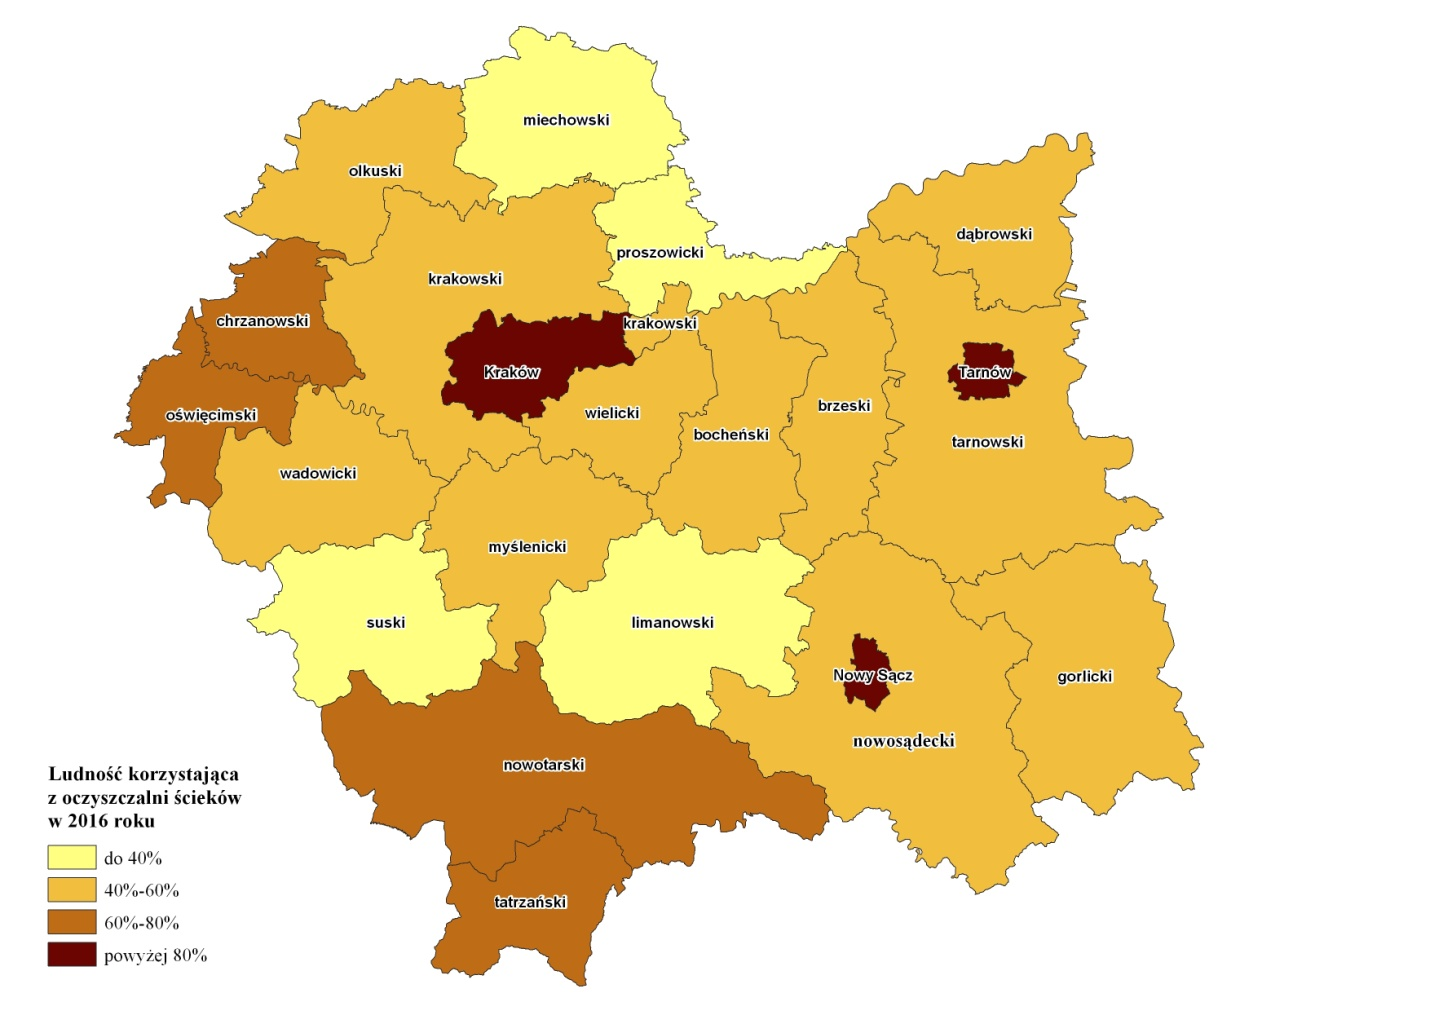 miechowski
olkuski
dąbrowski
proszowicki
krakowski
chrzanowski
krakowski
Kraków
Tarnów
oświęcimski
wielicki
brzeski
bocheński
tarnowski
wadowicki
myślenicki
suski
limanowski
Nowy Sącz
gorlicki
nowosądecki
nowotarski
tatrzański
Ludność korzystająca
z oczyszczalni ścieków
w 2016 roku
do 40%
40%-60%
60%-80%
powyżej 80%